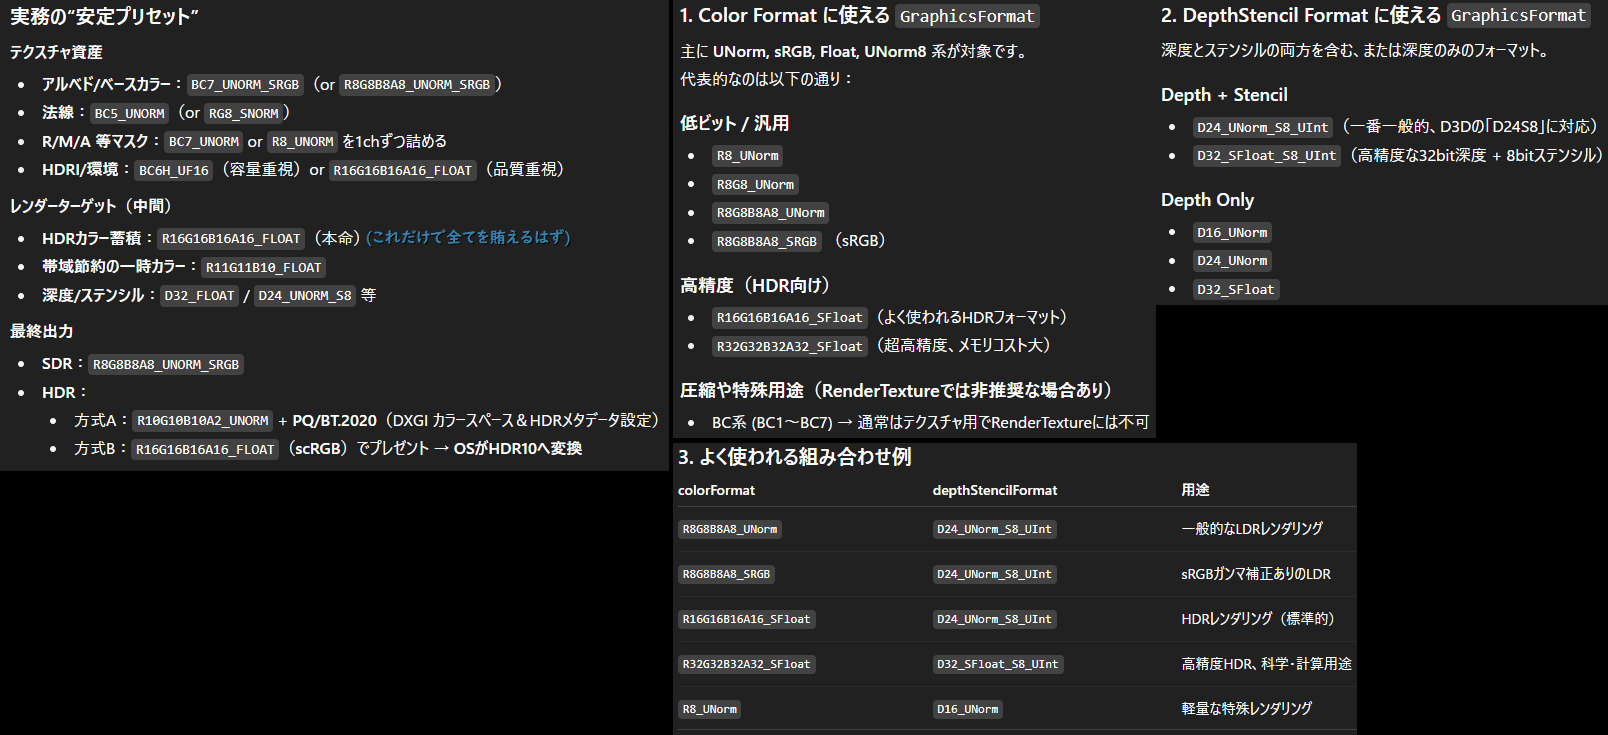 実務の“安定プリセット”
テクスチャ資産
• アルベド/ベースカラー： BC7_UNORM_SRGB （or R8G8B8A8_UNORM_SRGB）
• 法線： BC5_UNORM （or RG8_SNORM）
• R/M/A 等マスク： BC7_UNORM or R8_UNORM を1chずつ詰める
• HDRI/環境： BC6H_UF16 （容量重視）or R16G16B16A16_FLOAT （品質重視）
レンダーターゲット（中間）
• HDRカラー蓄積： R16G16B16A16_FLOAT （本命）(これだけで全てを賄えるはず)
• 帯域節約の一時カラー： R11G11B10_FLOAT
• 深度/ステンシル： D32_FLOAT / D24_UNORM_S8 等
最終出力
• SDR： R8G8B8A8_UNORM_SRGB
• HDR：
• 方式A： R10G10B10A2_UNORM + PQ/BT.2020（DXGI カラースペース＆HDRメタデータ設定）
• 方式B： R16G16B16A16_FLOAT （scRGB）でプレゼント → OSがHDR10へ変換
1. Color Format に使える GraphicsFormat
主に UNorm, sRGB, Float, UNorm8 系が対象です。
代表的なのは以下の通り：
低ビット / 汎用
• R8_UNorm
• R8G8_UNorm
• R8G8B8A8_UNorm
• R8G8B8A8_SRGB （sRGB）
高精度（HDR向け）
• R16G16B16A16_SFloat （よく使われるHDRフォーマット）
• R32G32B32A32_SFloat （超高精度、メモリコスト大）
圧縮や特殊用途（RenderTextureでは非推奨な場合あり）
• BC系 (BC1～BC7) → 通常はテクスチャ用でRenderTextureには不可
2. DepthStencil Format に使える GraphicsFormat
深度とステンシルの両方を含む、または深度のみのフォーマット。
Depth + Stencil
• D24_UNorm_S8_UInt （一番一般的、D3Dの「D24S8」に対応）
• D32_SFloat_S8_UInt （高精度な32bit深度 + 8bitステンシル）
Depth Only
• D16_UNorm
• D24_UNorm
• D32_SFloat
3. よく使われる組み合わせ例
colorFormat depthStencilFormat 用途
R8G8B8A8_UNorm D24_UNorm_S8_UInt 一般的なLDRレンダリング
R8G8B8A8_SRGB D24_UNorm_S8_UInt sRGBガンマ補正ありのLDR
R16G16B16A16_SFloat D24_UNorm_S8_UInt HDRレンダリング（標準的）
R32G32B32A32_SFloat D32_SFloat_S8_UInt 高精度HDR、科学・計算用途
R8_UNorm D16_UNorm 軽量な特殊レンダリング